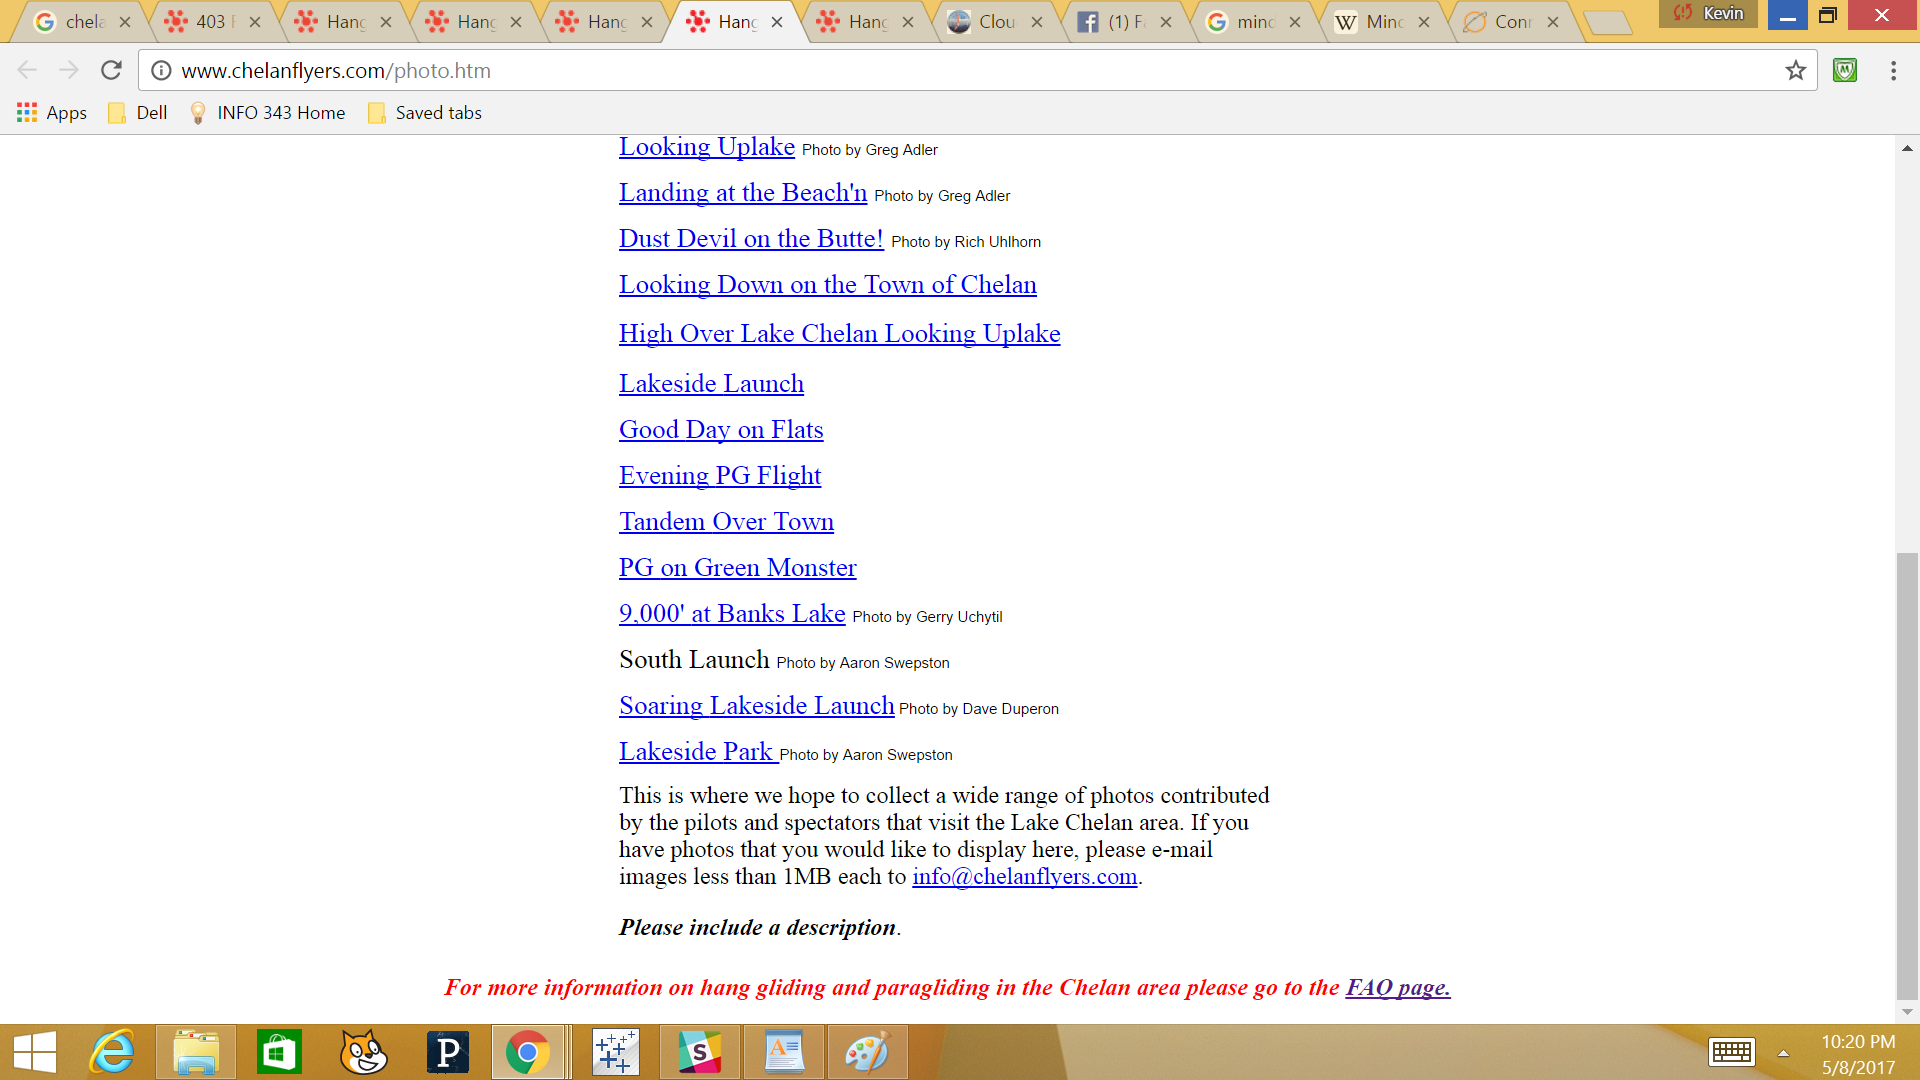 chela
403 F
Hang
Hang
Hang
Hang
Hang
Clou
(1) Fa
mind
Minc
Conn
Kevin
www.chelanflyers.com/photo.htm
Apps
Dell
INFO 343 Home
Saved tabs
Looking Uplake Photo by Greg Adler
Landing at the Beach'n Photo by Greg Adler
Dust Devil on the Butte! Photo by Rich Uhlhorn
Looking Down on the Town of Chelan
High Over Lake Chelan Looking Uplake
Lakeside Launch
Good Day on Flats
Evening PG Flight
Tandem Over Town
PG on Green Monster
9,000' at Banks Lake Photo by Gerry Uchytil
South Launch Photo by Aaron Swepston
Soaring Lakeside Launch Photo by Dave Duperon
Lakeside Park Photo by Aaron Swepston
This is where we hope to collect a wide range of photos contributed
by the pilots and spectators that visit the Lake Chelan area. If you
have photos that you would like to display here, please e-mail
images less than 1MB each to info@chelanflyers.com.
Please include a description.
For more information on hang gliding and paragliding in the Chelan area please go to the FAQ page.
10:20 PM
5/8/2017